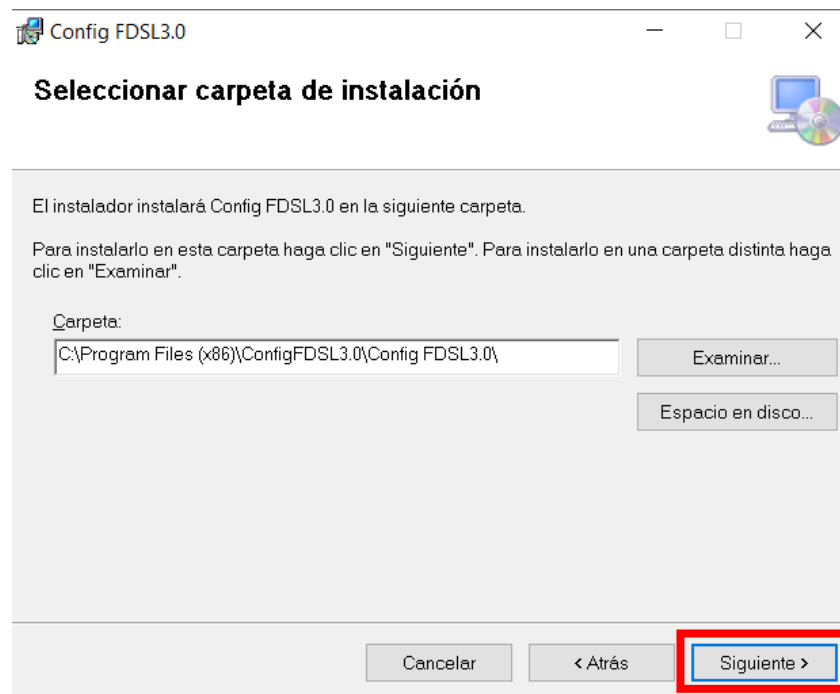 Config FDSL3.0
Seleccionar carpeta de instalación
El instalador instalará Config FDSL3.0 en la siguiente carpeta.
Para instalarlo en esta carpeta haga clic en "Siguiente". Para instalarlo en una carpeta distinta haga
clic en "Examinar".
Carpeta:
C:\Program Files (x86)\ConfigFDSL3.0\Config FDSL3.0\
Examinar...
Espacio en disco...
Cancelar
< Atrás
Siguiente >